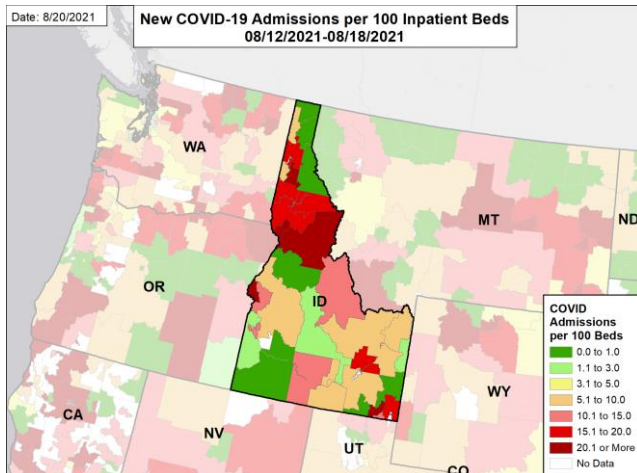 Date: 8/20/2021
New COVID-19 Admissions per 100 Inpatient Beds
08/12/2021-08/18/2021
WA
MT
ND
OR
ID
WY
CA
NV
UT
CO
COVID
Admissions
per 100 Beds
0.0 to 1.0
1.1 to 3.0
3.1 to 5.0
5.1 to 10.0
10.1 to 15.0
15.1 to 20.0
20.1 or More
No Data